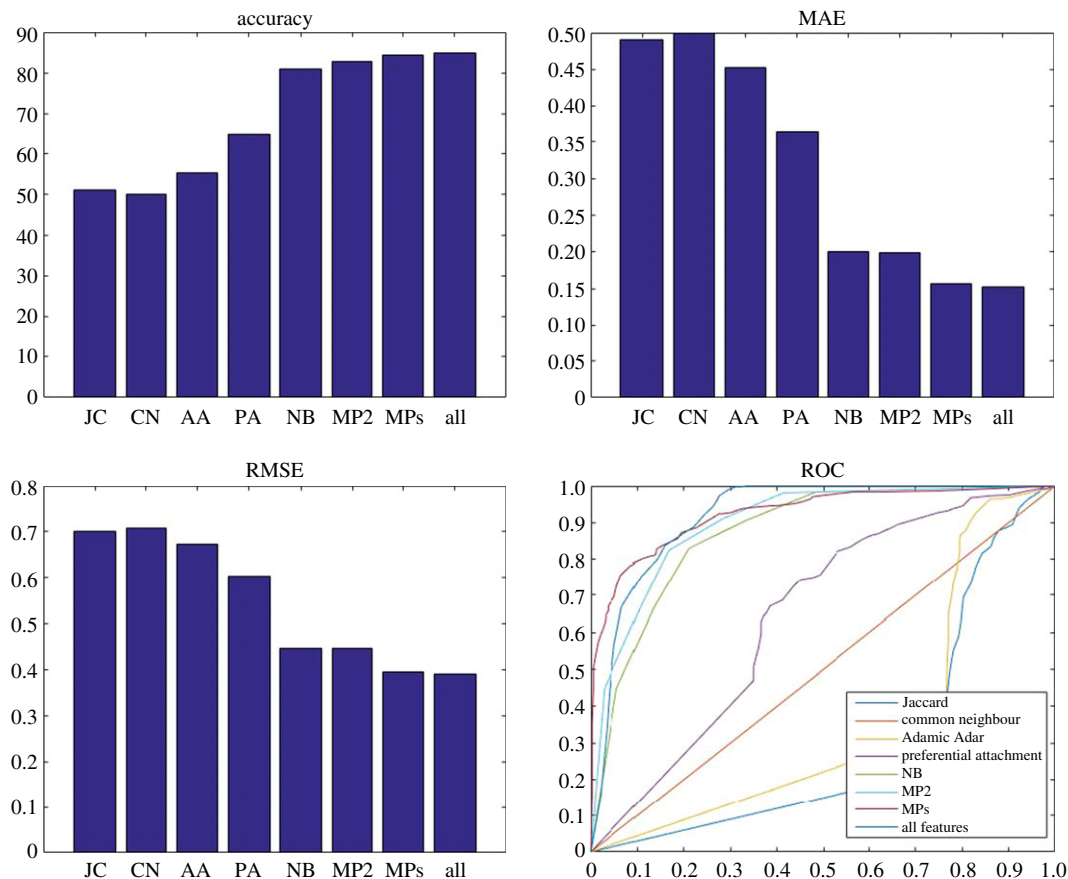 accuracy
90
80
70
60
50
40
30
20
10
0
JC CN AA PA NB MP2 MPs all
MAE
0.50
0.45
0.40
0.35
0.30
0.25
0.20
0.15
0.10
0.05
0
JC CN AA PA NB MP2 MPs all
RMSE
0.8
0.7
0.6
0.5
0.4
0.3
0.2
0.1
0
JC CN AA PA NB MP2 MPs all
ROC
1.0
0.9
0.8
0.7
0.6
0.5
0.4
0.3
0.2
0.1
0
Jaccard
common neighbour
Adamic Adar
preferential attachment
NB
MP2
MPs
all features
0 0.1 0.2 0.3 0.4 0.5 0.6 0.7 0.8 0.9 1.0